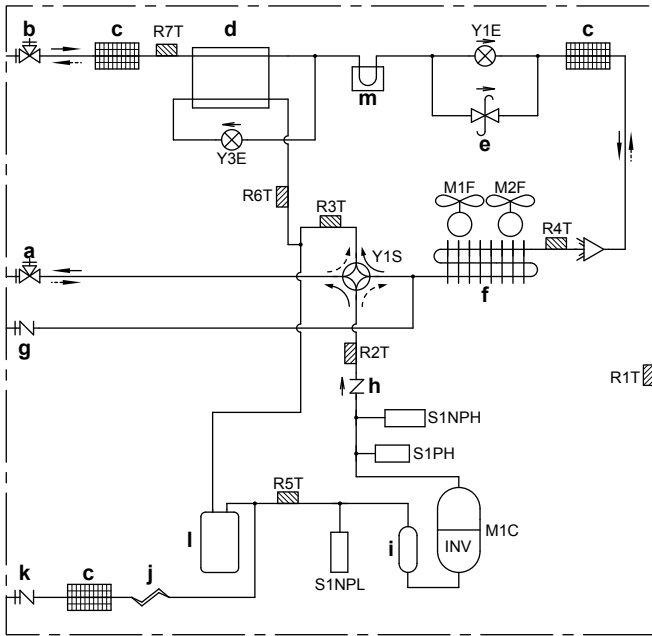 b
c
R7T
d
m
Y1E
c
e
Y3E
R6T
R3T
M1F
M2F
R4T
a
Y1S
f
g
R2T
R1T
h
S1NPH
S1PH
R5T
l
i
INV
M1C
k
c
j
S1NPL